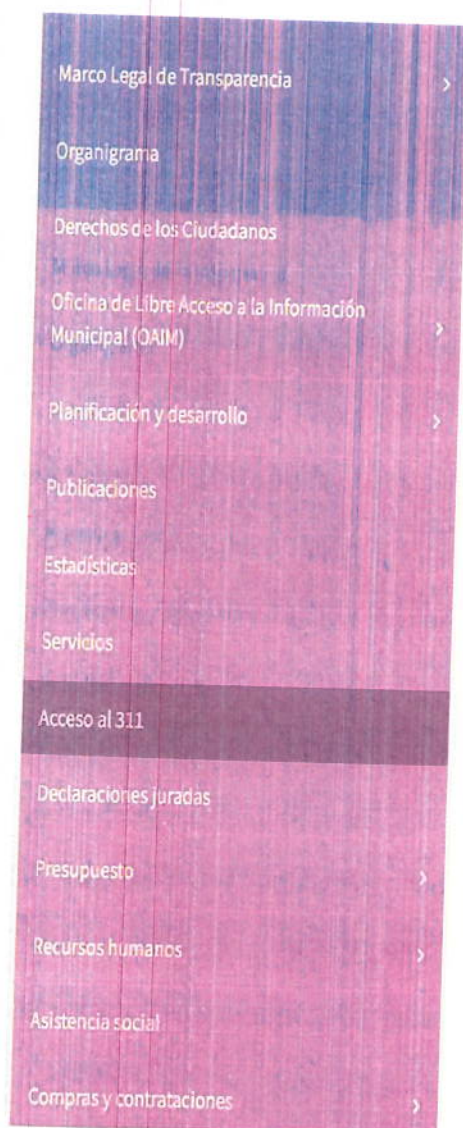 Marco Legal de Transparencia
Organigrama
Derechos de los Ciudadanos
Oficina de Libre Acceso a la Información
Municipal (OAIM)
Planificación y desarrollo
Publicaciones
Estadísticas
Servicios
Acceso al 311
Declaraciones juradas
Presupuesto
Recursos humanos
Asistencia social
Compras y contrataciones